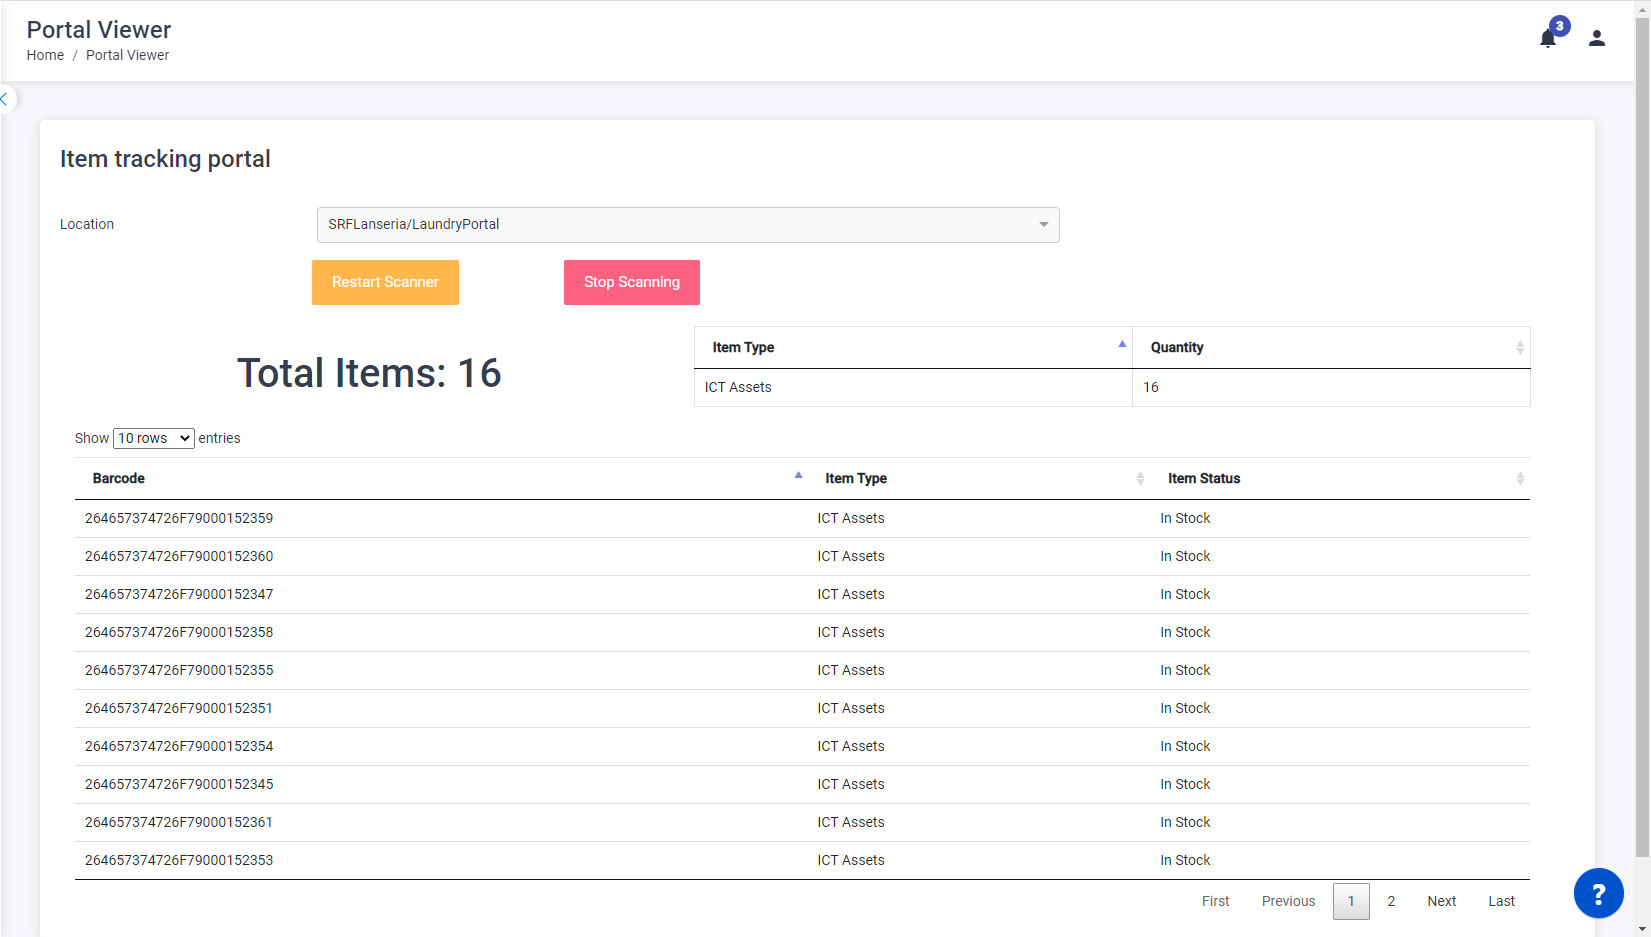 Portal Viewer
3
Home / Portal Viewer
Item tracking portal
Location
SRFLanseria/LaundryPortal
Restart Scanner
Stop Scanning
Total Items: 16
Item Type Quantity
ICT Assets 16
Show 10 rows entries
Barcode Item Type Item Status
264657374726F79000152359 ICT Assets In Stock
264657374726F79000152360 ICT Assets In Stock
264657374726F79000152347 ICT Assets In Stock
264657374726F79000152358 ICT Assets In Stock
264657374726F79000152355 ICT Assets In Stock
264657374726F79000152351 ICT Assets In Stock
264657374726F79000152354 ICT Assets In Stock
264657374726F79000152345 ICT Assets In Stock
264657374726F79000152361 ICT Assets In Stock
264657374726F79000152353 ICT Assets In Stock
First Previous 1 2 Next Last
?